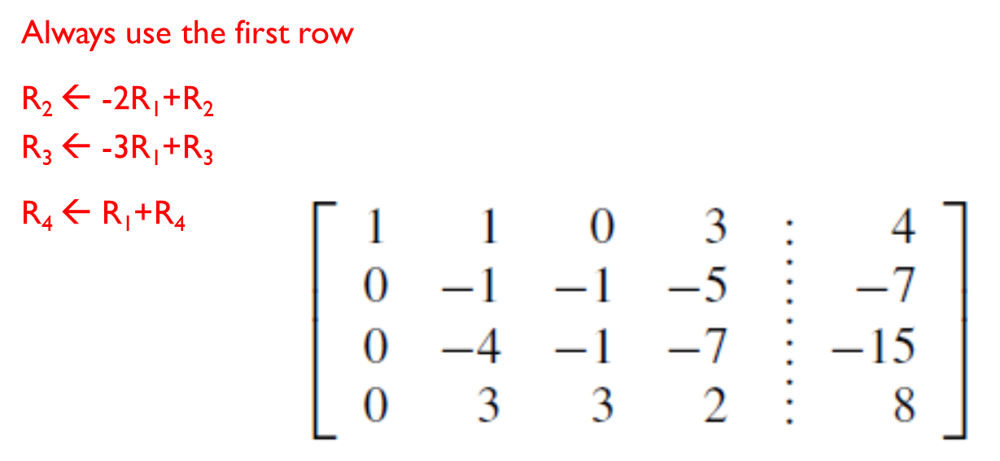 Always use the first row
R₂ ← -2R₁+R₂
R₃ ← -3R₁+R₃
R₄ ← R₁+R₄
1 1 0 3 ⋮ 4
0 −1 −1 −5 ⋮ −7
0 −4 −1 −7 ⋮ −15
0 3 3 2 ⋮ 8